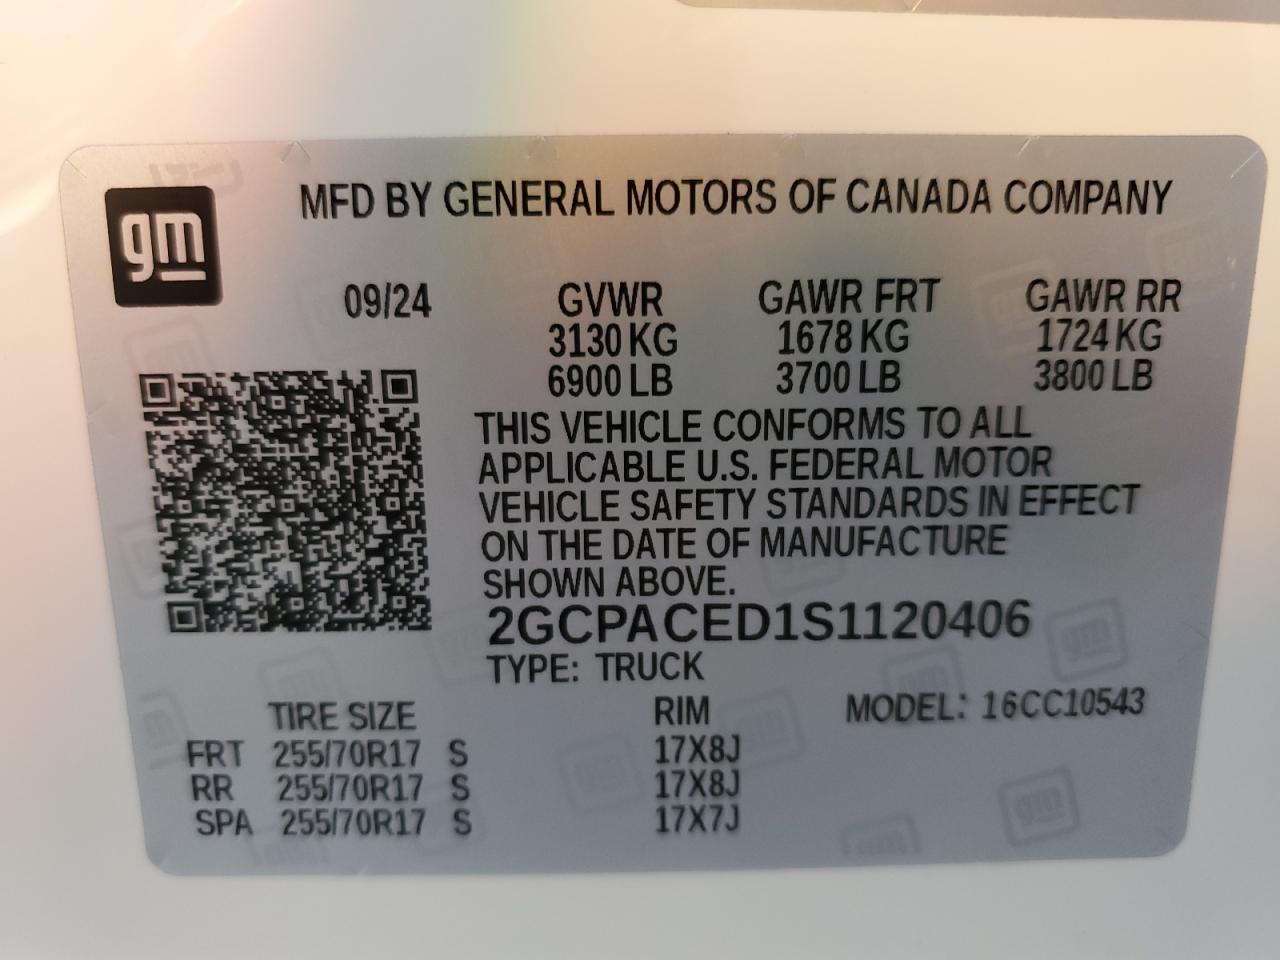 gm
MFD BY GENERAL MOTORS OF CANADA COMPANY
09/24 GVWR GAWR FRT GAWR RR
3130 KG 1678 KG 1724 KG
6900 LB 3700 LB 3800 LB
THIS VEHICLE CONFORMS TO ALL
APPLICABLE U.S. FEDERAL MOTOR
VEHICLE SAFETY STANDARDS IN EFFECT
ON THE DATE OF MANUFACTURE
SHOWN ABOVE.
2GCPACED1S1120406
TYPE: TRUCK
TIRE SIZE RIM MODEL: 16CC10543
FRT 255/70R17 S 17X8J
RR 255/70R17 S 17X8J
SPA 255/70R17 S 17X7J